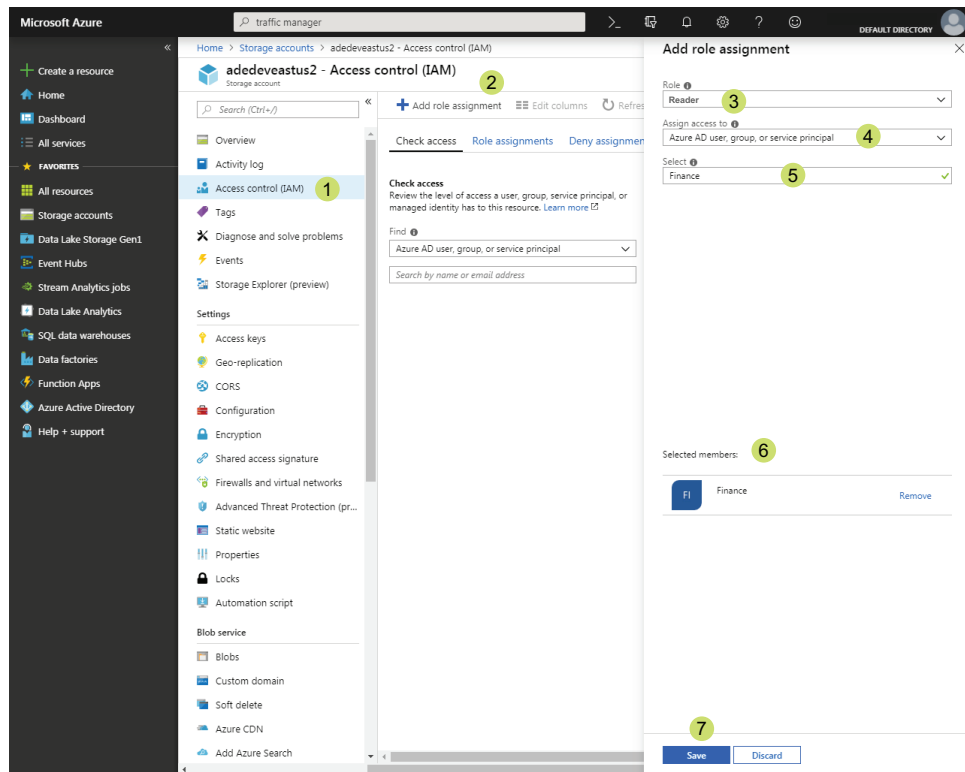 Microsoft Azure
traffic manager
DEFAULT DIRECTORY
Create a resource
Home
Dashboard
All services
FAVORITES
All resources
Storage accounts
Data Lake Storage Gen1
Event Hubs
Stream Analytics jobs
Data Lake Analytics
SQL data warehouses
Data factories
Function Apps
Azure Active Directory
Help + support
Home > Storage accounts > adedeveastus2 - Access control (IAM)
adedeveastus2 - Access control (IAM)
Storage account
Search (Ctrl+/)
Overview
Activity log
Access control (IAM) 1
Tags
Diagnose and solve problems
Events
Storage Explorer (preview)
Settings
Access keys
Geo-replication
CORS
Configuration
Encryption
Shared access signature
Firewalls and virtual networks
Advanced Threat Protection (pr...
Static website
Properties
Locks
Automation script
Blob service
Blobs
Custom domain
Soft delete
Azure CDN
Add Azure Search
2
Add role assignment Edit columns Refres
Check access Role assignments Deny assignmen
Check access
Review the level of access a user, group, service principal, or
managed identity has to this resource. Learn more
Find
Azure AD user, group, or service principal
Search by name or email address
Add role assignment
Role
Reader 3
Assign access to
Azure AD user, group, or service principal 4
Select
Finance 5
Selected members: 6
FI Finance Remove
7
Save Discard